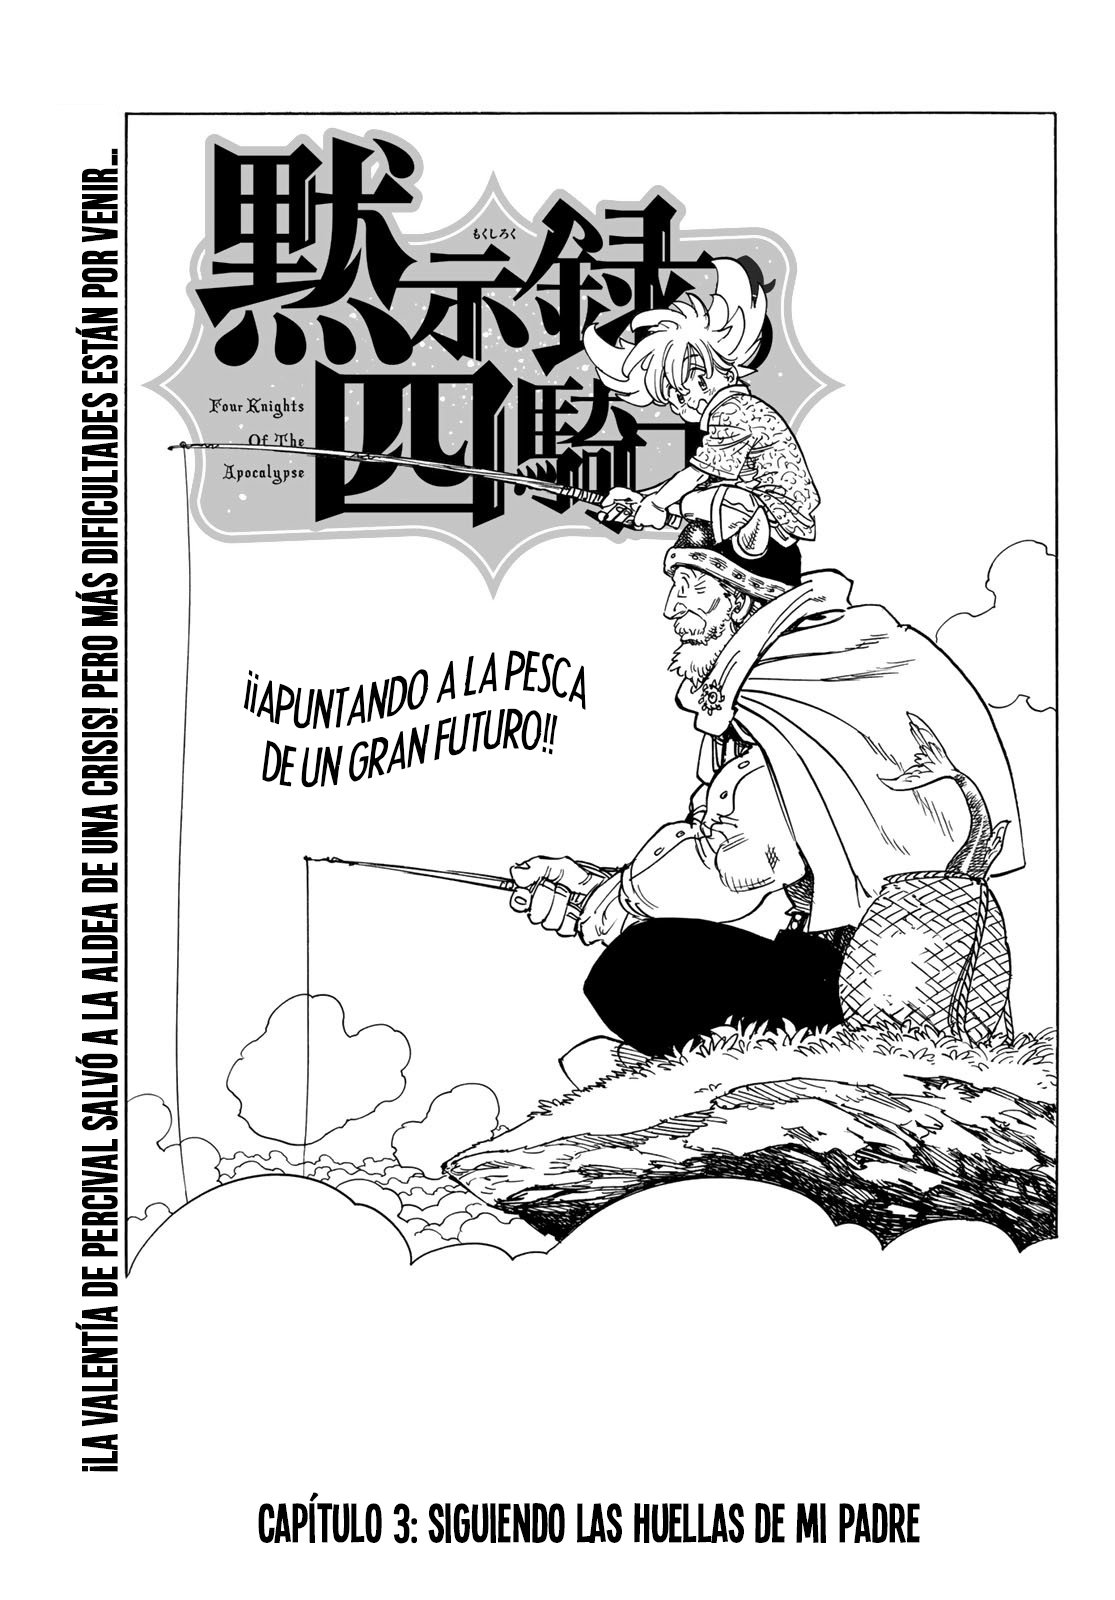 ¡LA VALENTÍA DE PERCIVAL SALVÓ A LA ALDEA DE UNA CRISIS! PERO MÁS DIFICULTADES ESTÁN POR VENIR...
もくしろく
黙示録
四騎
Four Knights
Of The
Apocalypse
¡¡APUNTANDO A LA PESCA
DE UN GRAN FUTURO!!
CAPÍTULO 3: SIGUIENDO LAS HUELLAS DE MI PADRE